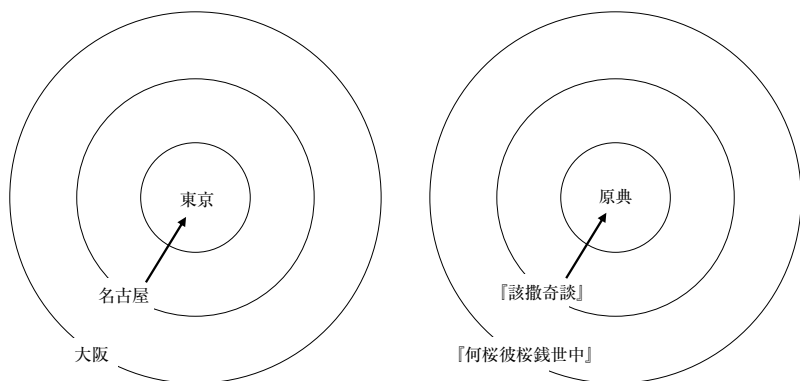 東京
名古屋
大阪
原典
『該撒奇談』
『何桜彼桜銭世中』